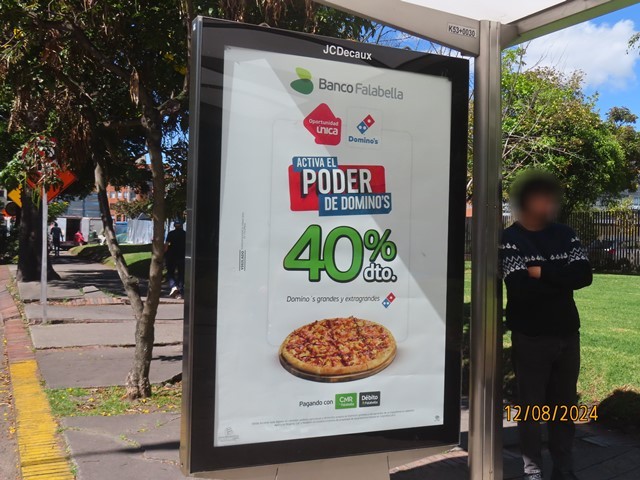 K53+0030
JCDecaux
Banco Falabella
Oportunidad
única
Domino's
ACTIVA EL
PODER
DE DOMINO'S
40%
dto.
Domino´s grandes y extragrandes
Pagando con CMR Débito
12/08/2024